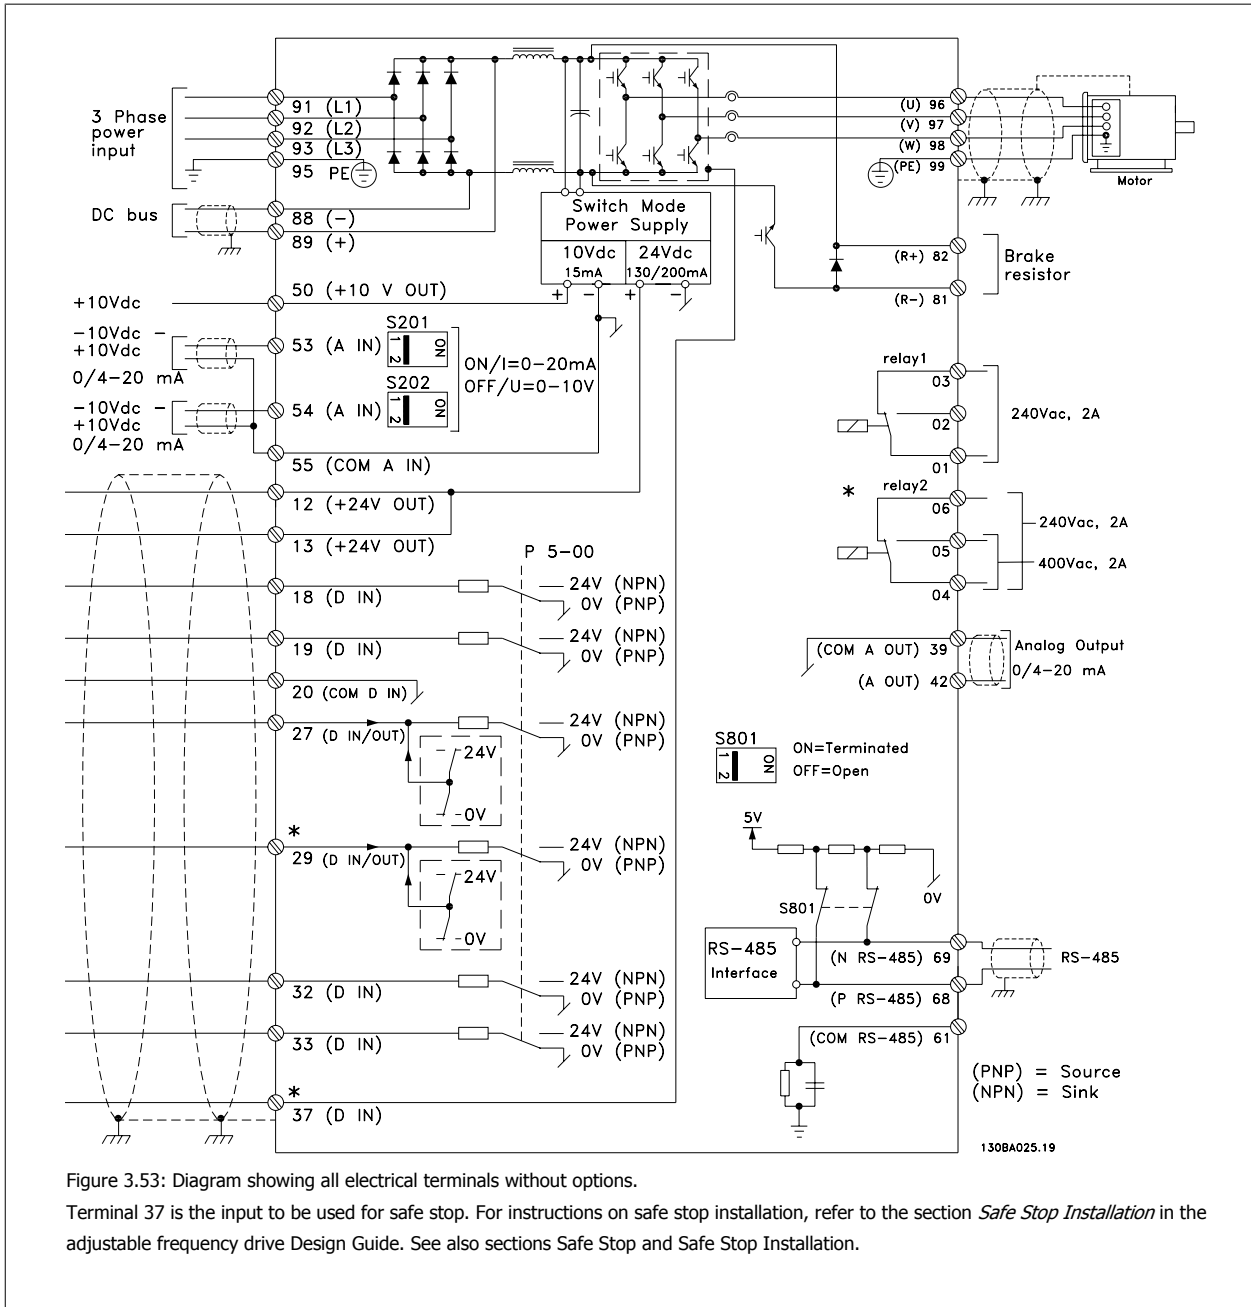 3 Phase
power
input
91 (L1)
92 (L2)
93 (L3)
95 PE
DC bus
88 (-)
89 (+)
Switch Mode
Power Supply
10Vdc
15mA
24Vdc
130/200mA
+ - + -
(U) 96
(V) 97
(W) 98
(PE) 99
Motor
(R+) 82
(R-) 81
Brake
resistor
+10Vdc
50 (+10 V OUT)
-10Vdc -
+10Vdc
0/4-20 mA
53 (A IN)
S201
1 2
ON
ON/I=0-20mA
OFF/U=0-10V
-10Vdc -
+10Vdc
0/4-20 mA
54 (A IN)
S202
1 2
ON
55 (COM A IN)
12 (+24V OUT)
13 (+24V OUT)
relay1
03
02
01
240Vac, 2A
*
relay2
06
05
04
240Vac, 2A
400Vac, 2A
P 5-00
18 (D IN)
24V (NPN)
0V (PNP)
19 (D IN)
24V (NPN)
0V (PNP)
20 (COM D IN)
27 (D IN/OUT)
24V (NPN)
0V (PNP)
24V
0V
*
29 (D IN/OUT)
24V (NPN)
0V (PNP)
24V
0V
32 (D IN)
24V (NPN)
0V (PNP)
33 (D IN)
24V (NPN)
0V (PNP)
*
37 (D IN)
(COM A OUT) 39
(A OUT) 42
Analog Output
0/4-20 mA
S801
1 2
ON
ON=Terminated
OFF=Open
5V
0V
S801
RS-485
Interface
(N RS-485) 69
(P RS-485) 68
RS-485
(COM RS-485) 61
(PNP) = Source
(NPN) = Sink
130BA025.19
Figure 3.53: Diagram showing all electrical terminals without options.
Terminal 37 is the input to be used for safe stop. For instructions on safe stop installation, refer to the section Safe Stop Installation in the
adjustable frequency drive Design Guide. See also sections Safe Stop and Safe Stop Installation.